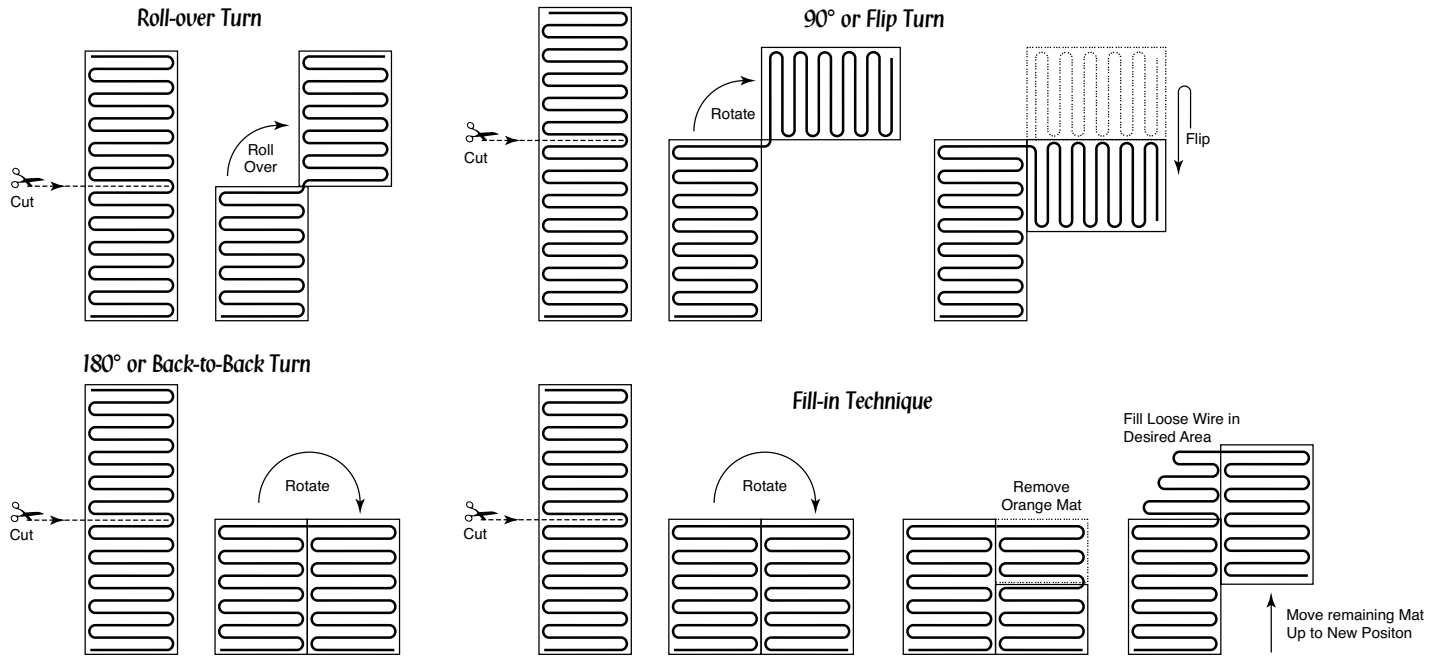 Roll-over Turn
Cut
Roll
Over
90° or Flip Turn
Cut
Rotate
Flip
180° or Back-to-Back Turn
Cut
Rotate
Fill-in Technique
Cut
Rotate
Remove
Orange Mat
Fill Loose Wire in
Desired Area
Move remaining Mat
Up to New Positon